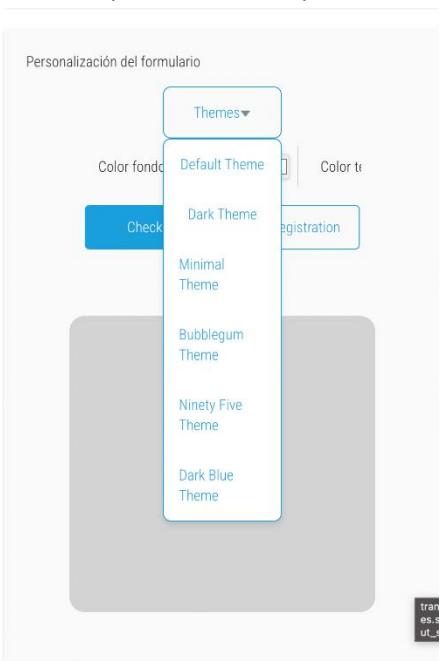 Personalización del formulario
Themes
Color fondo
Color te
Default Theme
Dark Theme
Check
egistration
Minimal
Theme
Bubblegum
Theme
Ninety Five
Theme
Dark Blue
Theme
tran
es.s
ut_s